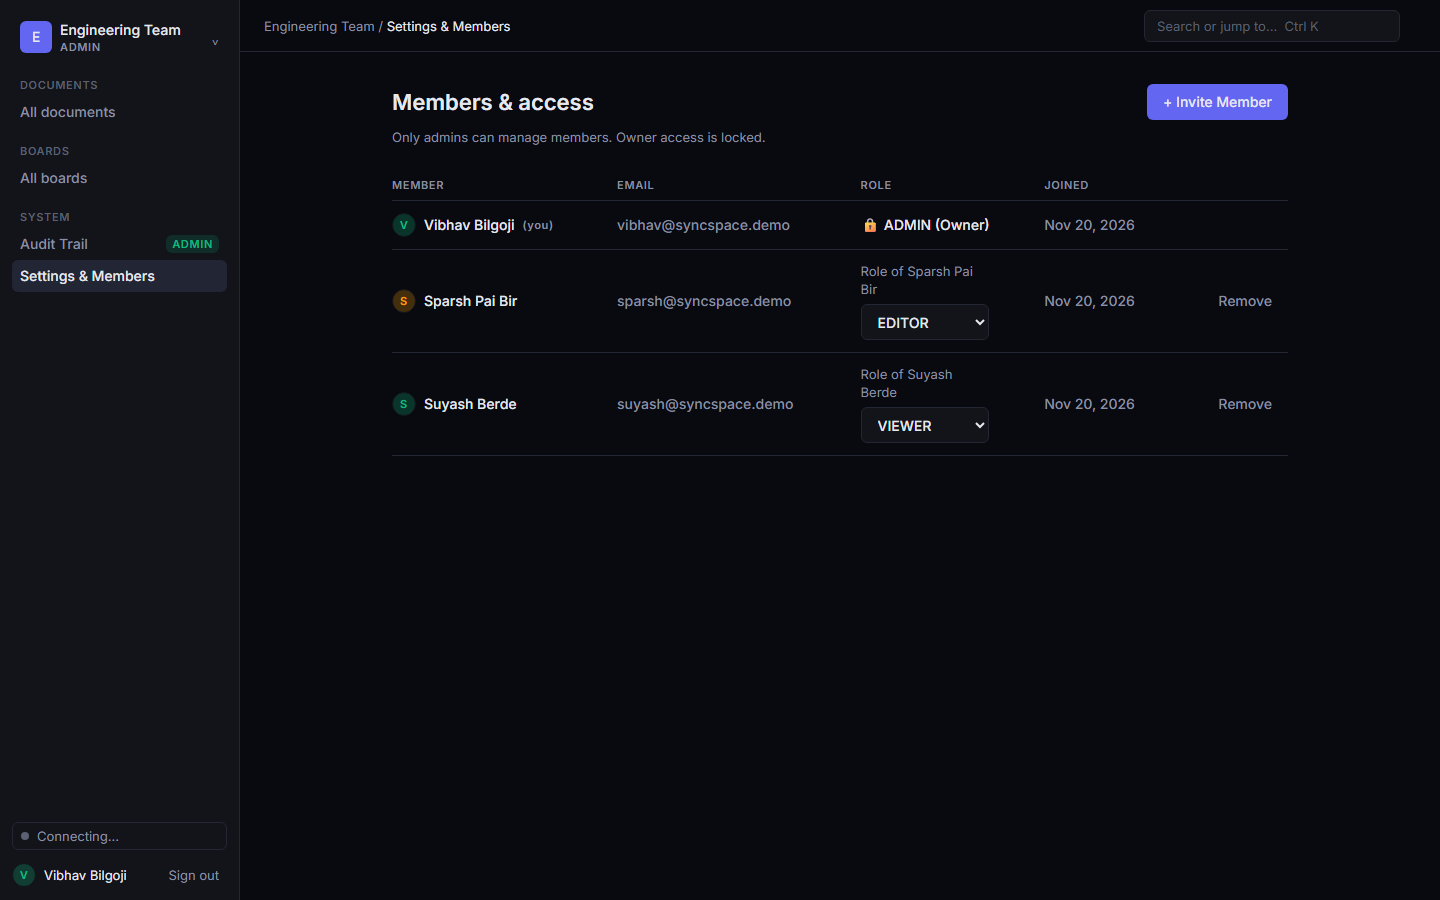 E
Engineering Team
ADMIN
v
DOCUMENTS
All documents
BOARDS
All boards
SYSTEM
Audit Trail ADMIN
Settings & Members
Connecting...
V Vibhav Bilgoji Sign out
Engineering Team / Settings & Members
Search or jump to... Ctrl K
Members & access
+ Invite Member
Only admins can manage members. Owner access is locked.
MEMBER EMAIL ROLE JOINED
V Vibhav Bilgoji (you) vibhav@syncspace.demo 🔒 ADMIN (Owner) Nov 20, 2026
Role of Sparsh Pai
Bir
S Sparsh Pai Bir sparsh@syncspace.demo EDITOR Nov 20, 2026 Remove
Role of Suyash
Berde
S Suyash Berde suyash@syncspace.demo VIEWER Nov 20, 2026 Remove